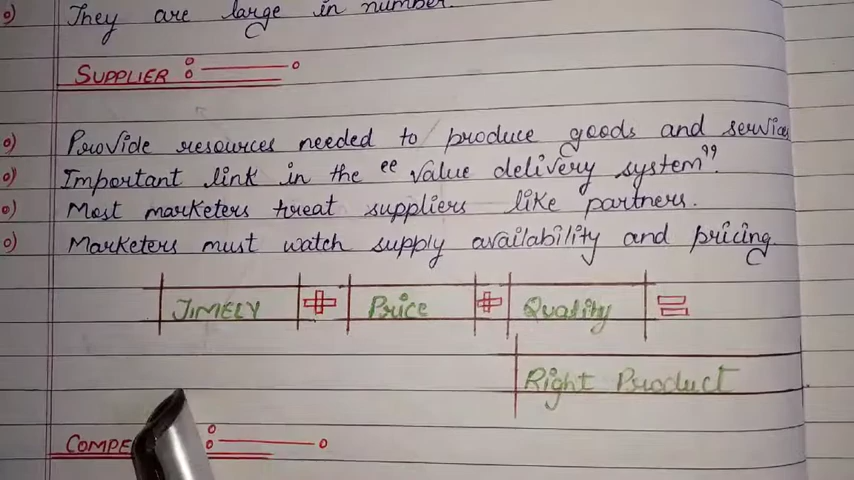 They are large in number.
SUPPLIER
Provide resources needed to produce goods and services
Important link in the "value delivery system".
Most marketers treat suppliers like partners.
Marketers must watch supply availability and pricing
TIMELY + Price + Quality =
Right Product
COMPE